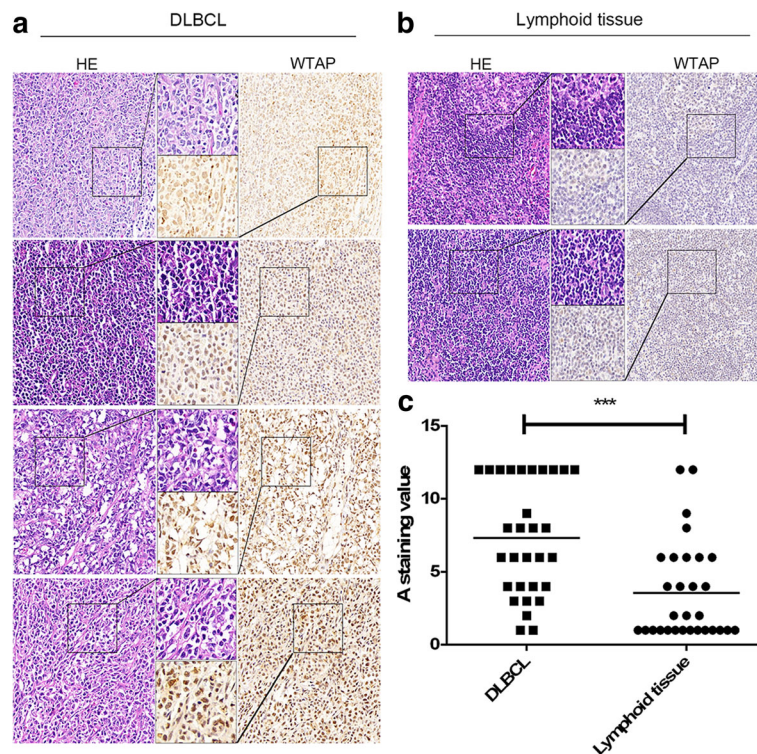 a
DLBCL
HE
WTAP
b
Lymphoid tissue
HE
WTAP
c
***
15
10
5
0
A staining value
DLBCL
Lymphoid tissue